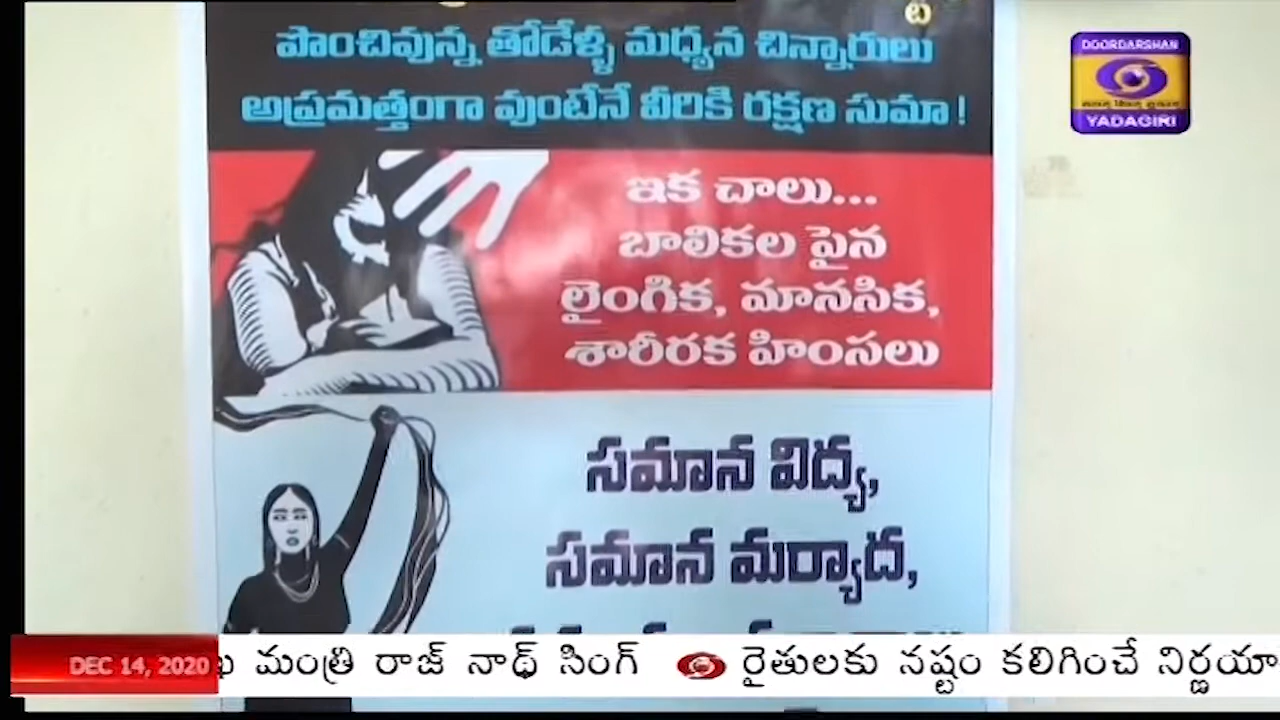 పొంచివున్న తోడేళ్ళ మధ్యన చిన్నారులు
అప్రమత్తంగా వుంటేనే వీరికి రక్షణ సుమా!
DOORDARSHAN
YADAGIRI
ఇక చాలు...
బాలికల పైన
లైంగిక, మానసిక,
శారీరక హింసలు
సమాన విద్య,
సమాన మర్యాద,
DEC 14, 2020
మంత్రి రాజ్ నాథ్ సింగ్ రైతులకు నష్టం కలిగించే